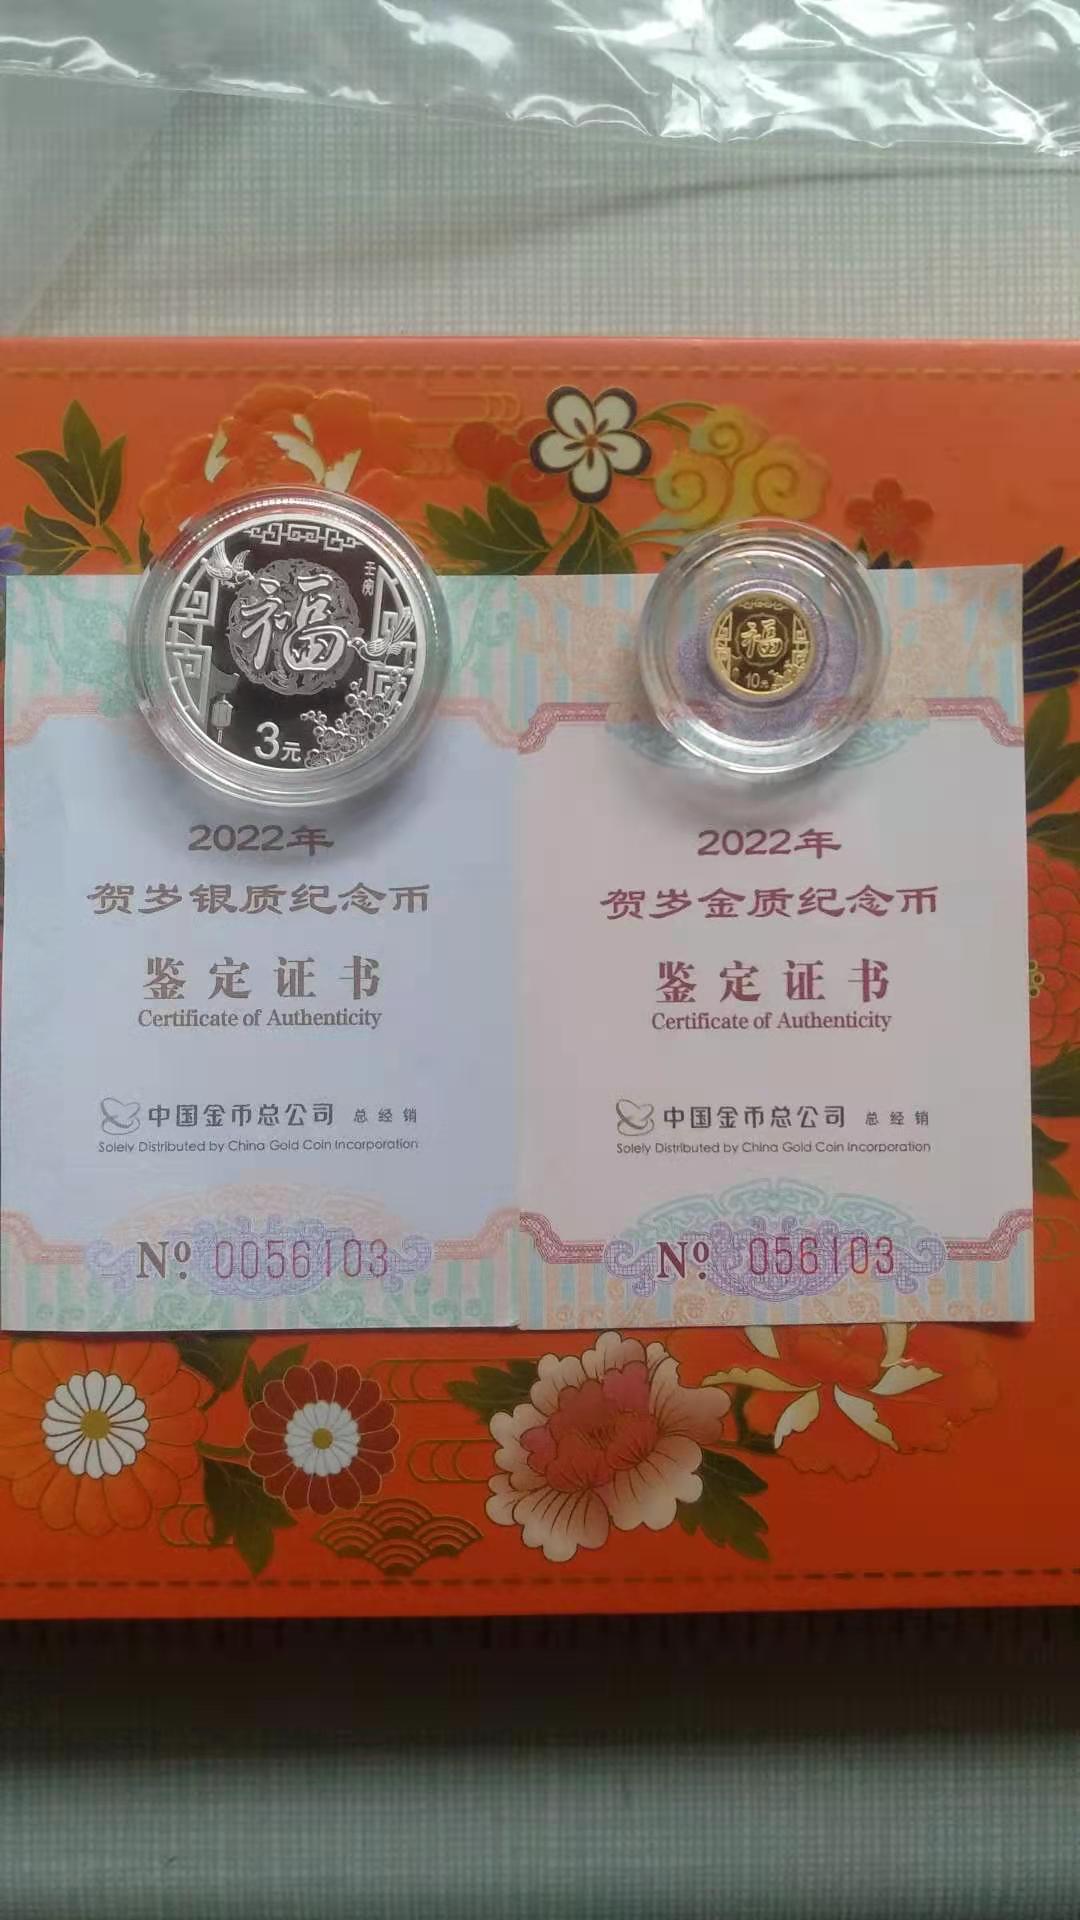 福
壬寅
3元
2022年
贺岁银质纪念币
鉴定证书
Certificate of Authenticity
中国金币总公司 总经销
Solely Distributed by China Gold Coin Incorporation
Nº. 0056103
福
10元
2022年
贺岁金质纪念币
鉴定证书
Certificate of Authenticity
中国金币总公司 总经销
Solely Distributed by China Gold Coin Incorporation
Nº. 056103